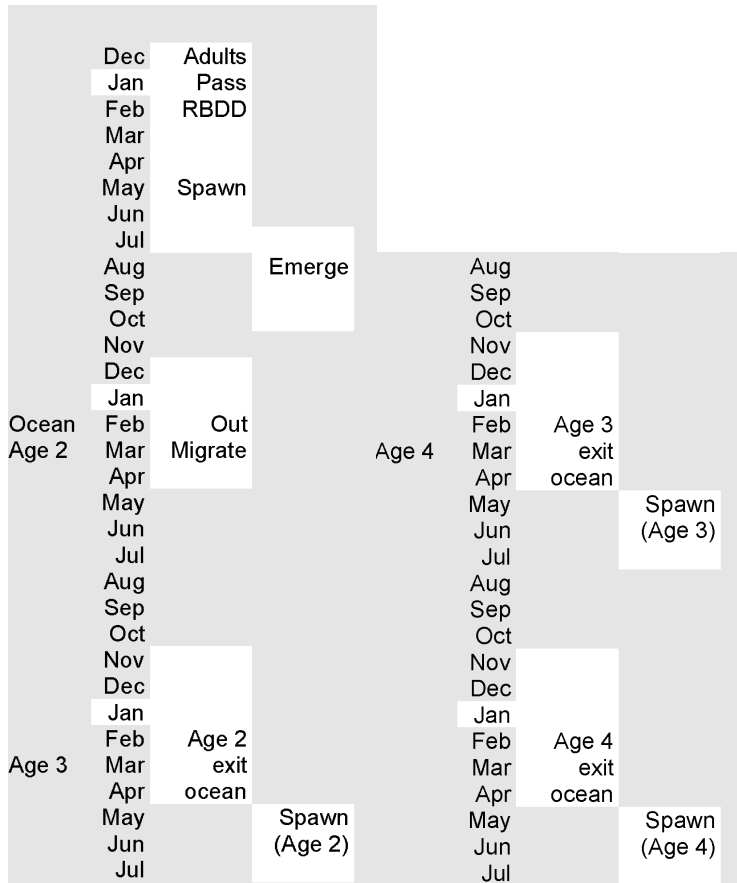 Dec Adults
Jan Pass
Feb RBDD
Mar
Apr
May Spawn
Jun
Jul
Aug Emerge
Sep
Oct
Nov
Dec
Jan
Ocean Feb Out
Age 2 Mar Migrate
Apr
May
Jun
Jul
Aug
Sep
Oct
Nov
Dec
Jan
Feb Age 2
Age 3 Mar exit
Apr ocean
May Spawn
Jun (Age 2)
Jul
Aug
Sep
Oct
Nov
Dec
Jan
Feb Age 3
Age 4 Mar exit
Apr ocean
May Spawn
Jun (Age 3)
Jul
Aug
Sep
Oct
Nov
Dec
Jan
Feb Age 4
Mar exit
Apr ocean
May Spawn
Jun (Age 4)
Jul